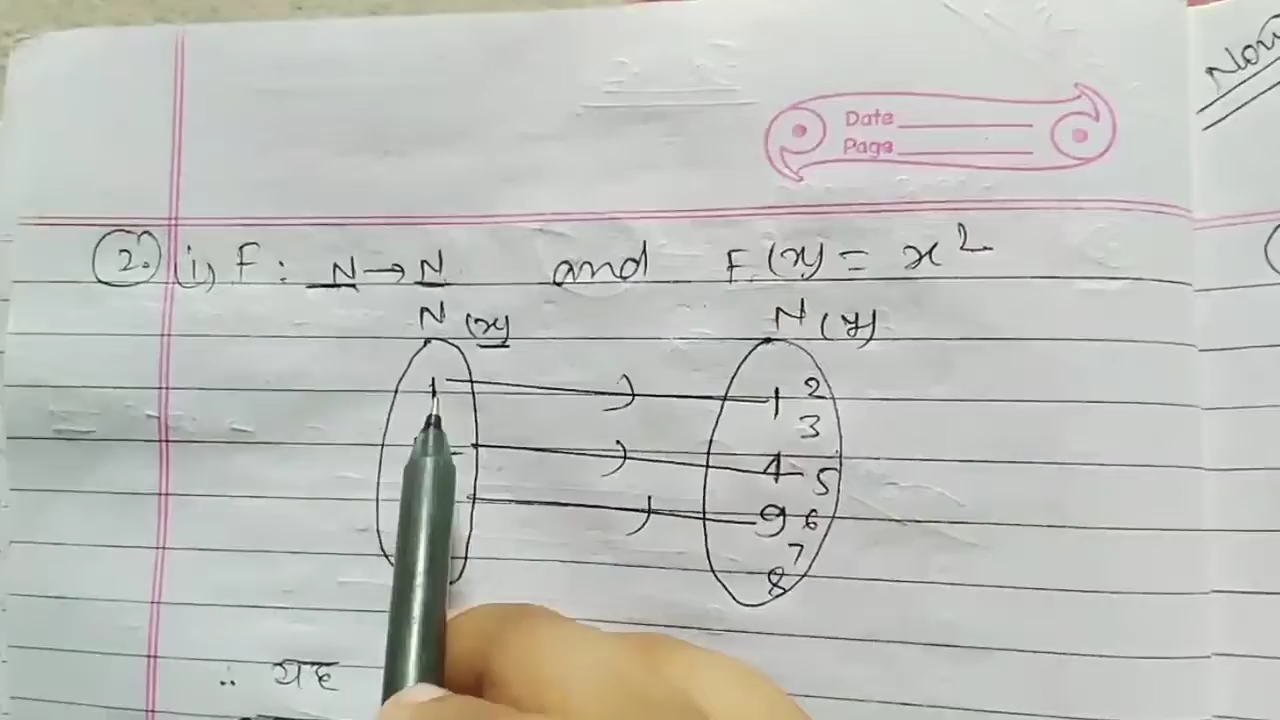 Now
Date
Page
2. (i) F : N → N and F(x) = x²
N(x) N(y)
1 1 2
3
4 5
9 6
7
8
∴ यह